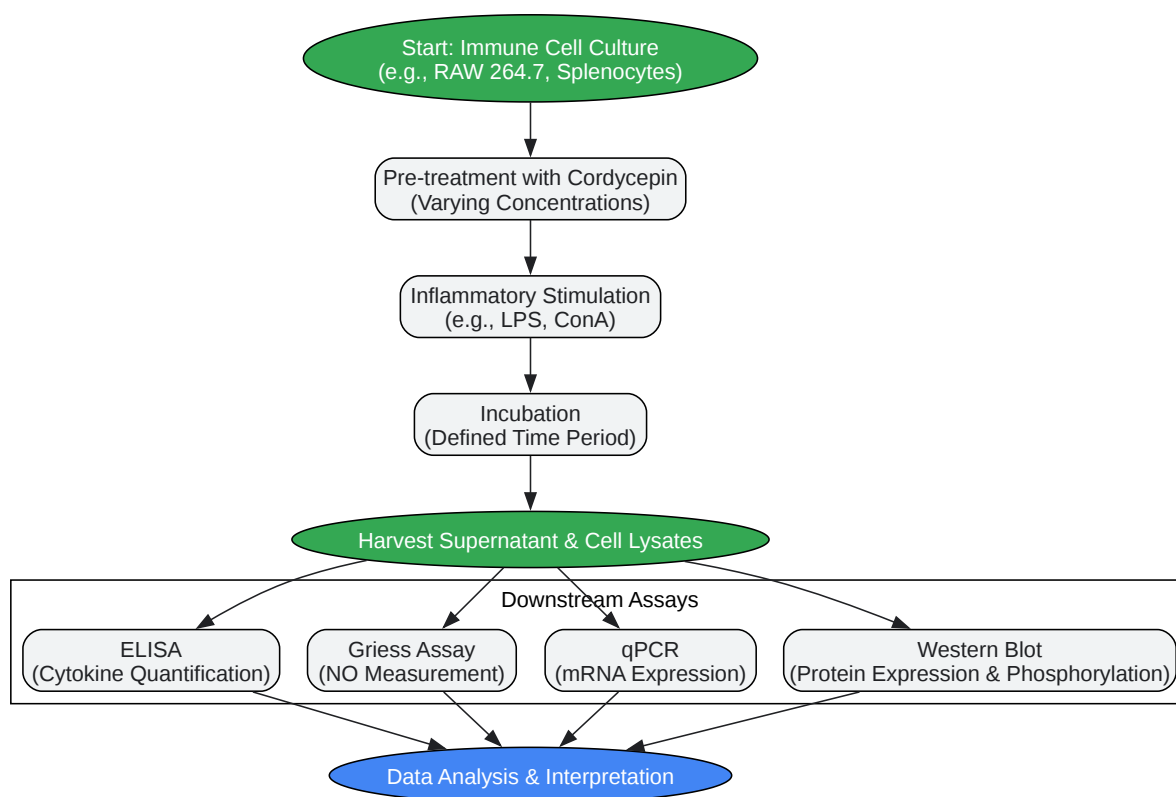 Start: Immune Cell Culture
(e.g., RAW 264.7, Splenocytes)
Pre-treatment with Cordycepin
(Varying Concentrations)
Inflammatory Stimulation
(e.g., LPS, ConA)
Incubation
(Defined Time Period)
Harvest Supernatant & Cell Lysates
Downstream Assays
ELISA
(Cytokine Quantification)
Griess Assay
(NO Measurement)
qPCR
(mRNA Expression)
Western Blot
(Protein Expression & Phosphorylation)
Data Analysis & Interpretation